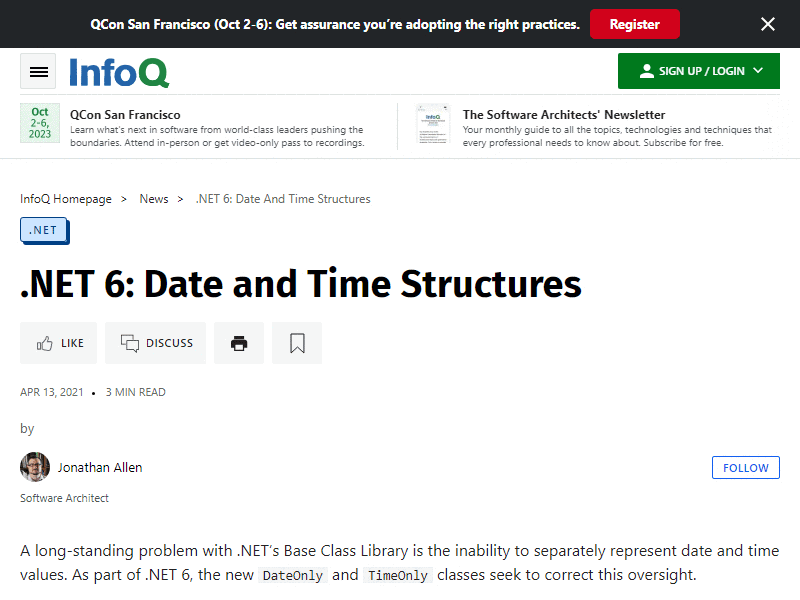 QCon San Francisco (Oct 2-6): Get assurance you’re adopting the right practices.
Register
InfoQ
SIGN UP / LOGIN
Oct
2-6,
2023
QCon San Francisco
Learn what's next in software from world-class leaders pushing the
boundaries. Attend in-person or get video-only pass to recordings.
The Software Architects' Newsletter
Your monthly guide to all the topics, technologies and techniques that
every professional needs to know about. Subscribe for free.
InfoQ Homepage > News > .NET 6: Date And Time Structures
.NET
.NET 6: Date and Time Structures
LIKE
DISCUSS
APR 13, 2021 • 3 MIN READ
by
Jonathan Allen
FOLLOW
Software Architect
A long-standing problem with .NET’s Base Class Library is the inability to separately represent date and time
values. As part of .NET 6, the new DateOnly and TimeOnly classes seek to correct this oversight.